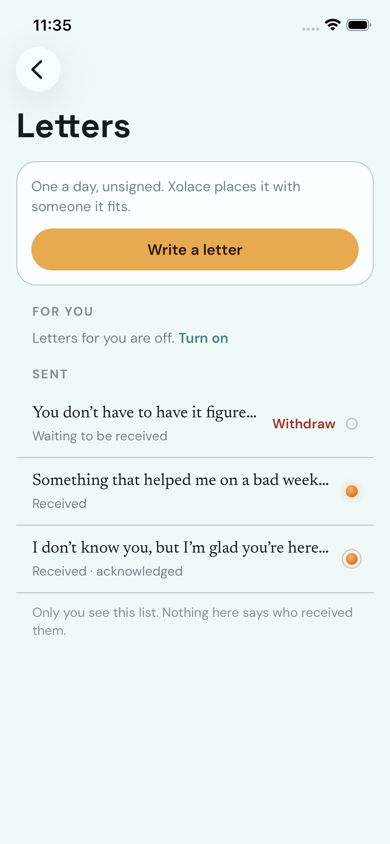 11:35
Letters
One a day, unsigned. Xolace places it with
someone it fits.
Write a letter
FOR YOU
Letters for you are off. Turn on
SENT
You don’t have to have it figure...
Withdraw
Waiting to be received
Something that helped me on a bad week...
Received
I don’t know you, but I’m glad you’re here...
Received · acknowledged
Only you see this list. Nothing here says who received
them.